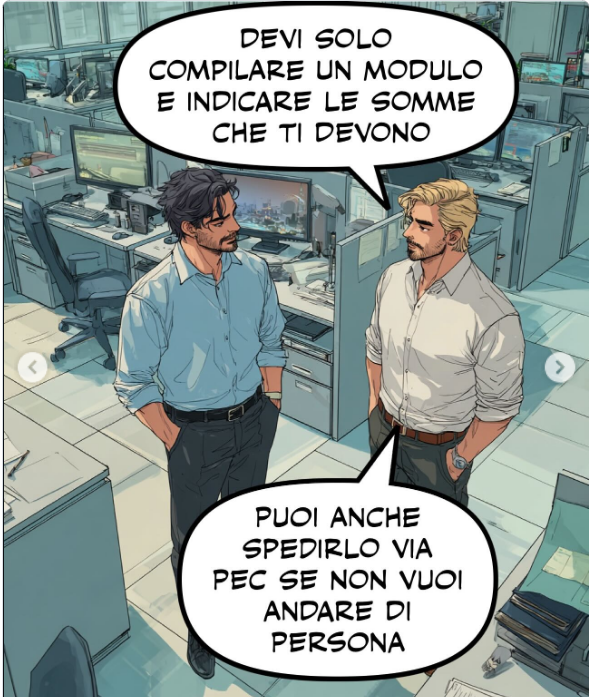 DEVI SOLO
COMPILARE UN MODULO
E INDICARE LE SOMME
CHE TI DEVONO
PUOI ANCHE
SPEDIRLO VIA
PEC SE NON VUOI
ANDARE DI
PERSONA